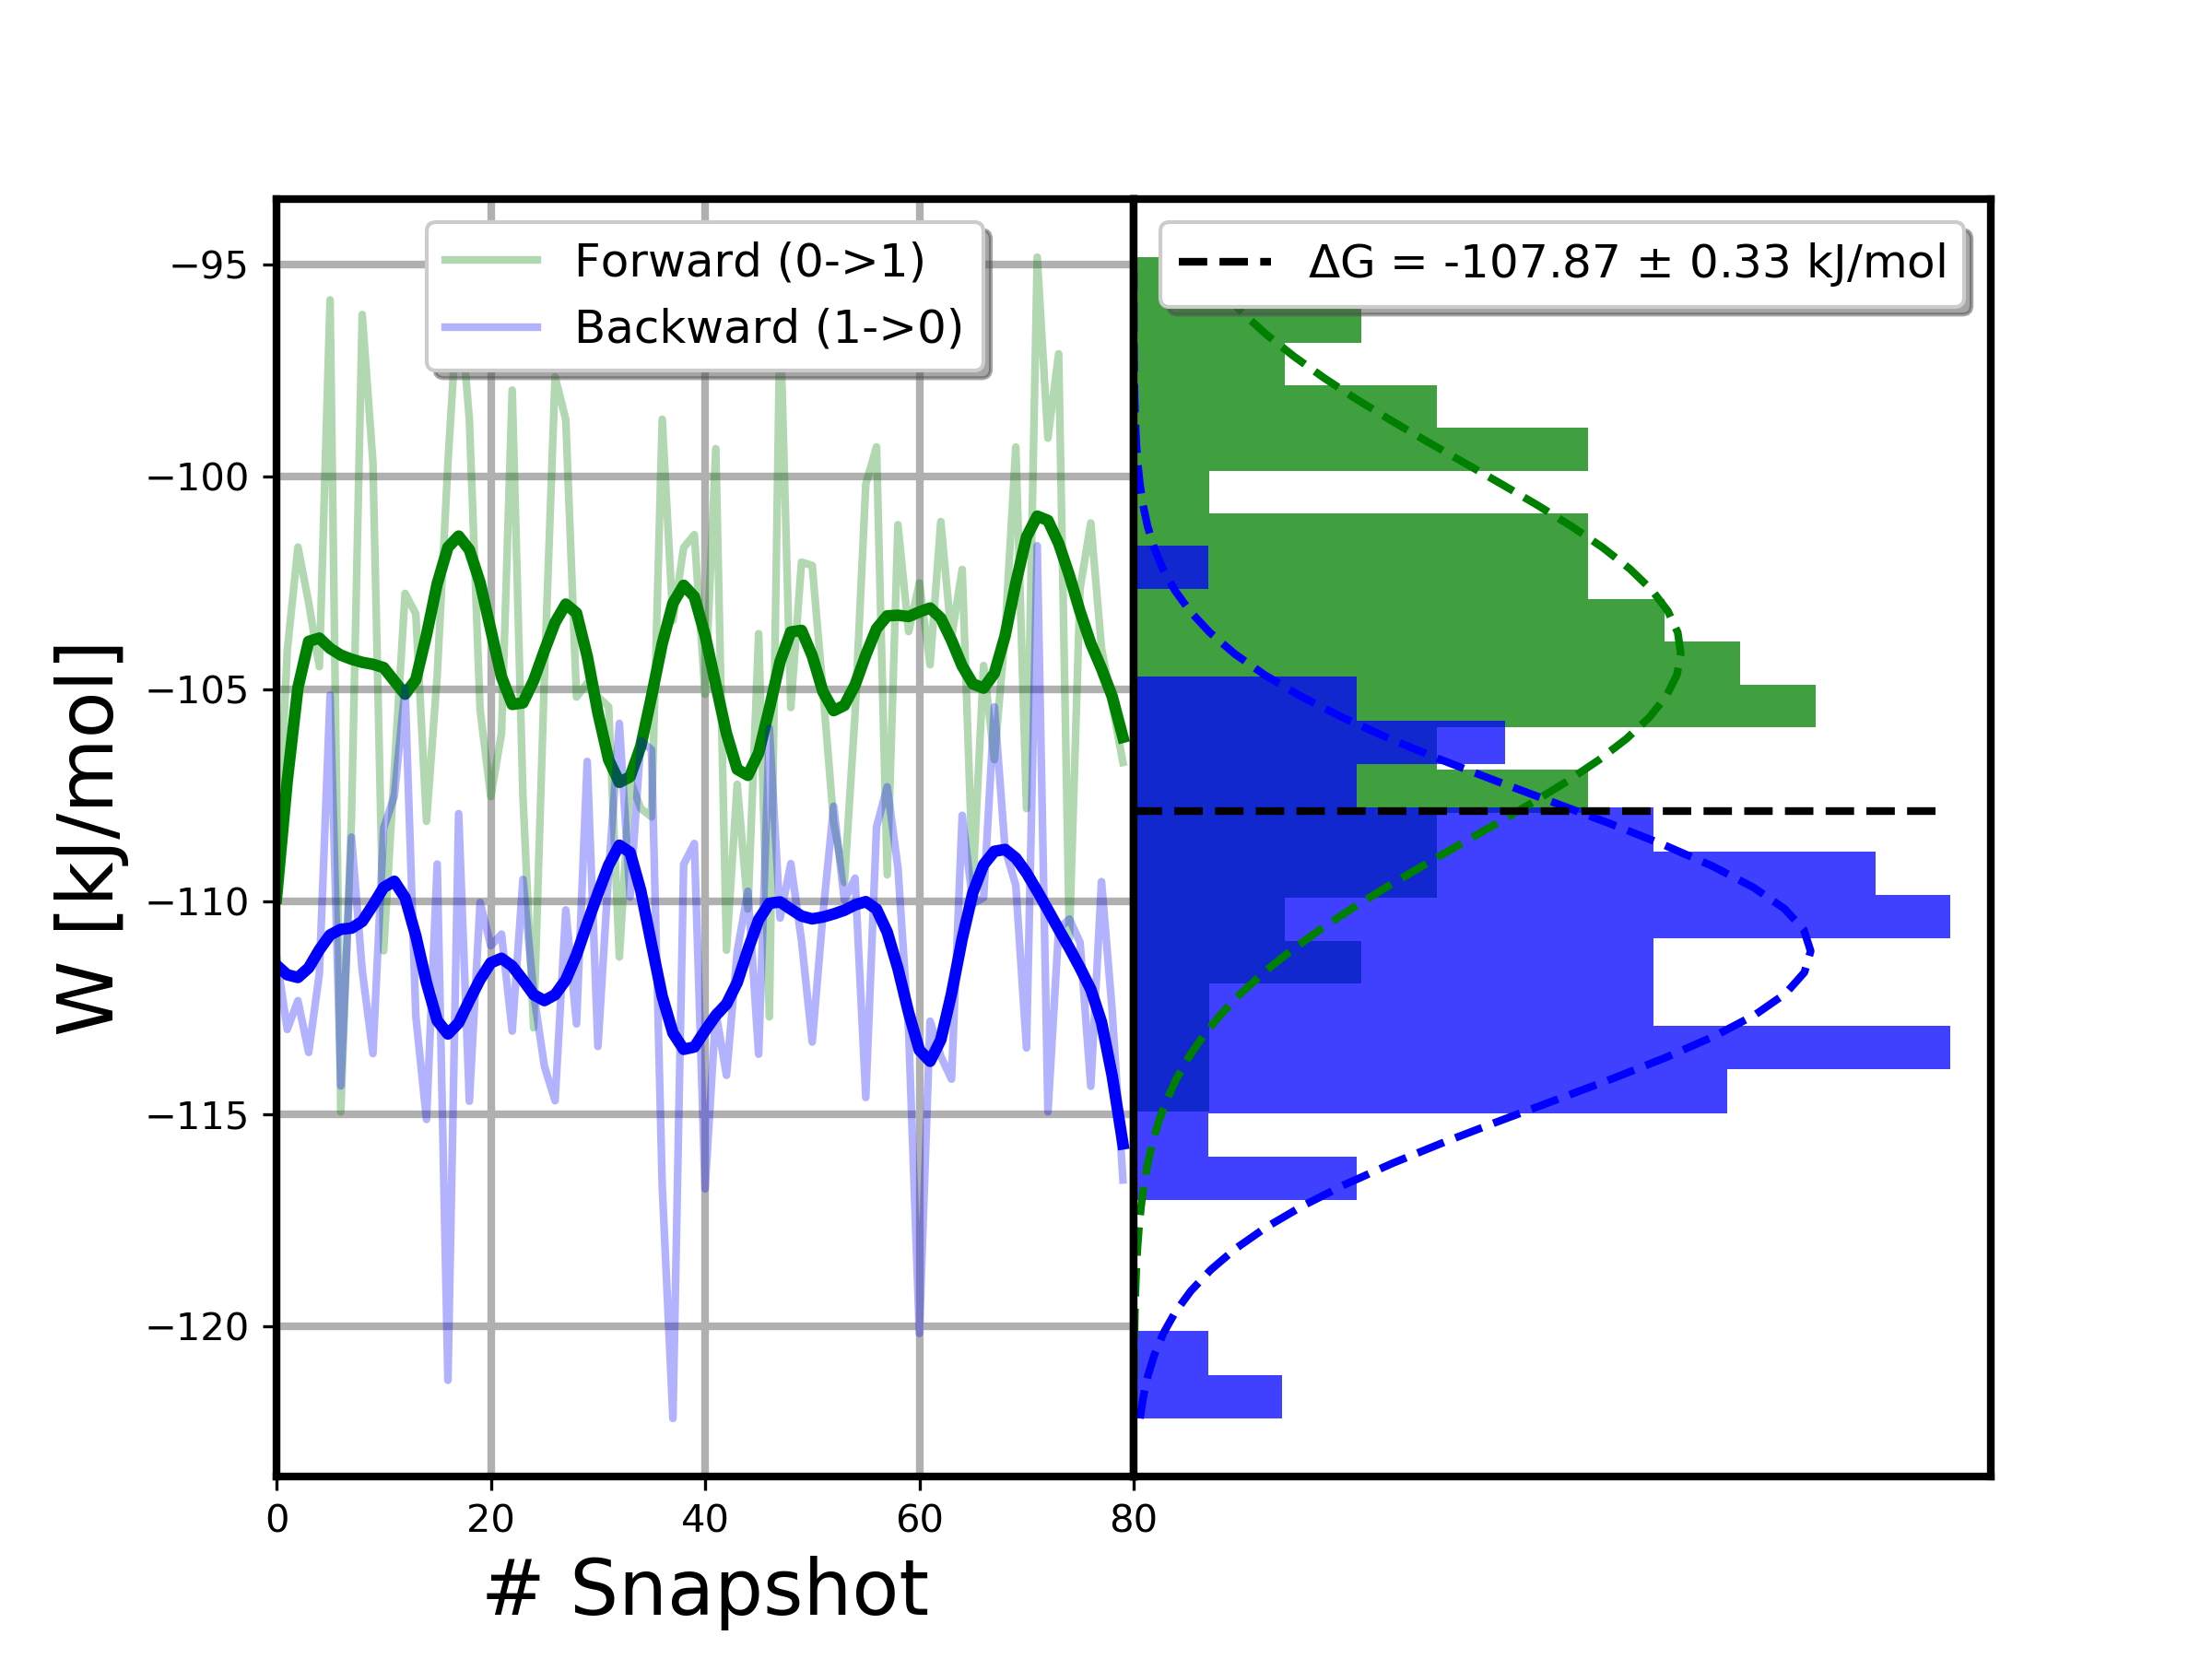 Forward (0->1)
Backward (1->0)
ΔG = -107.87 ± 0.33 kJ/mol
W [kJ/mol]
−95
−100
−105
−110
−115
−120
0 20 40 60 80
# Snapshot